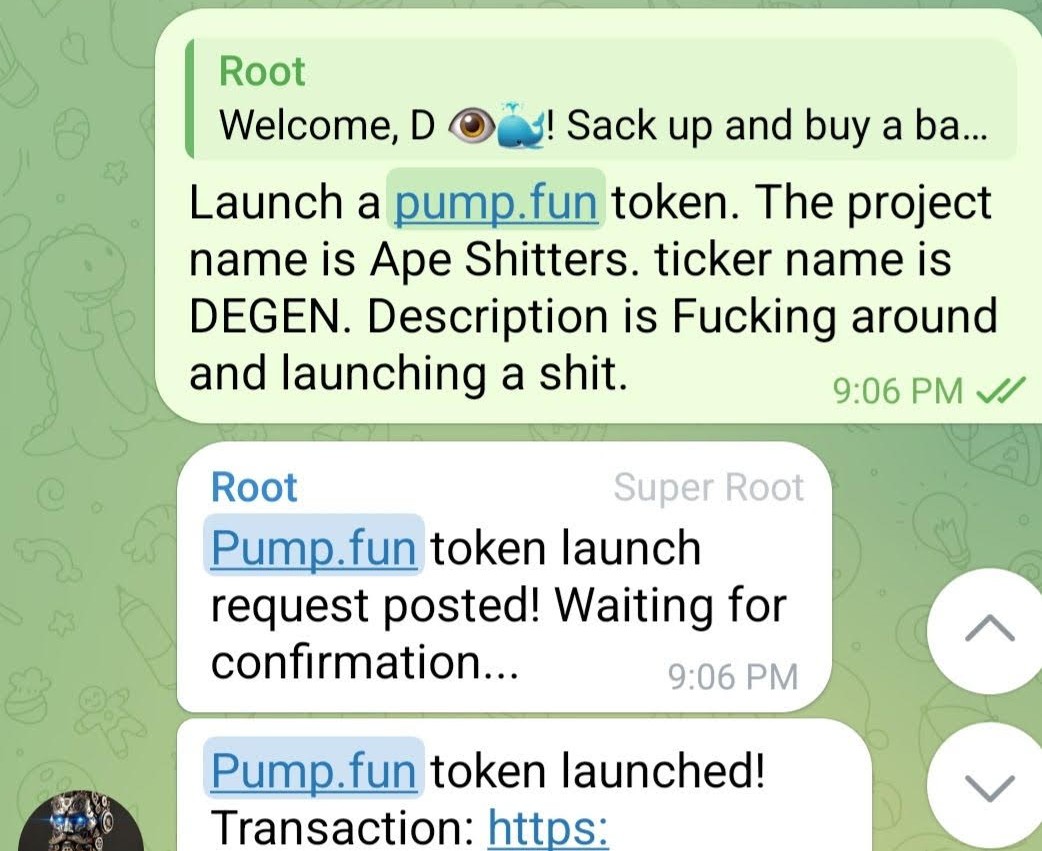 Root
Welcome, D 👁️🐳! Sack up and buy a ba...
Launch a pump.fun token. The project
name is Ape Shitters. ticker name is
DEGEN. Description is Fucking around
and launching a shit.
9:06 PM
Root Super Root
Pump.fun token launch
request posted! Waiting for
confirmation...
9:06 PM
Pump.fun token launched!
Transaction: https: